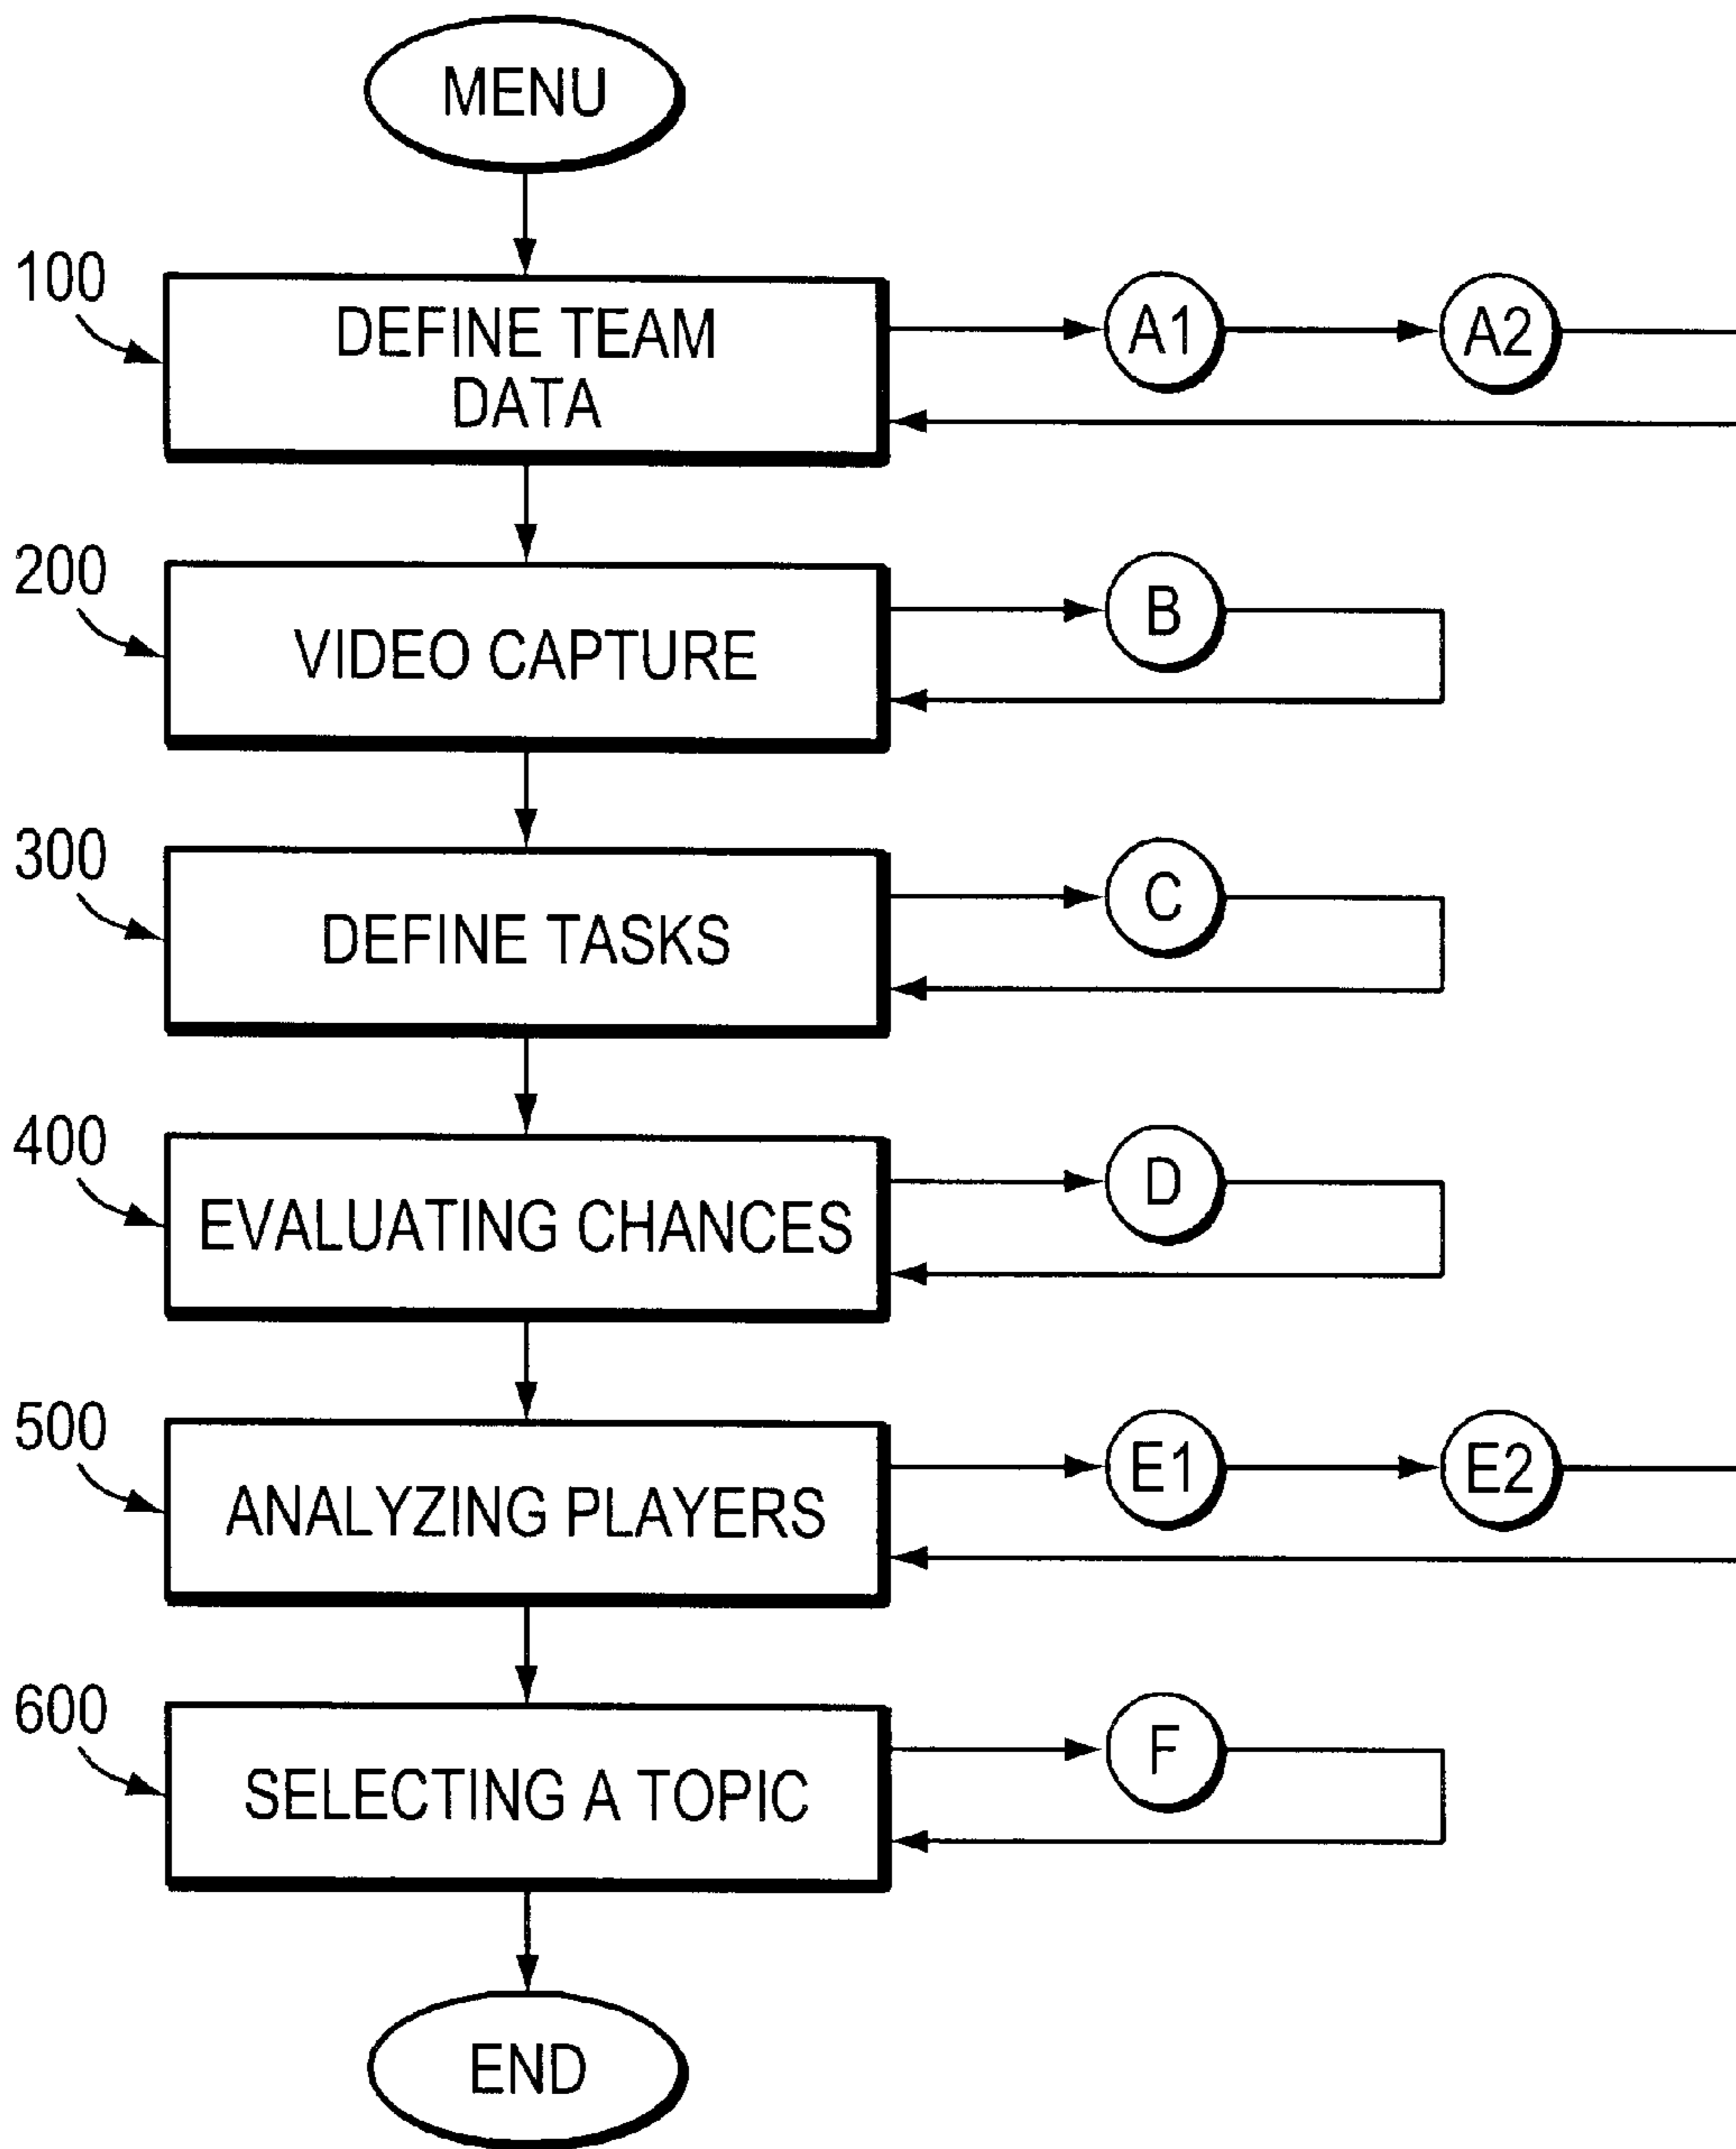 MENU
100
DEFINE TEAM
DATA
A1
A2
200
VIDEO CAPTURE
B
300
DEFINE TASKS
C
400
EVALUATING CHANCES
D
500
ANALYZING PLAYERS
E1
E2
600
SELECTING A TOPIC
F
END